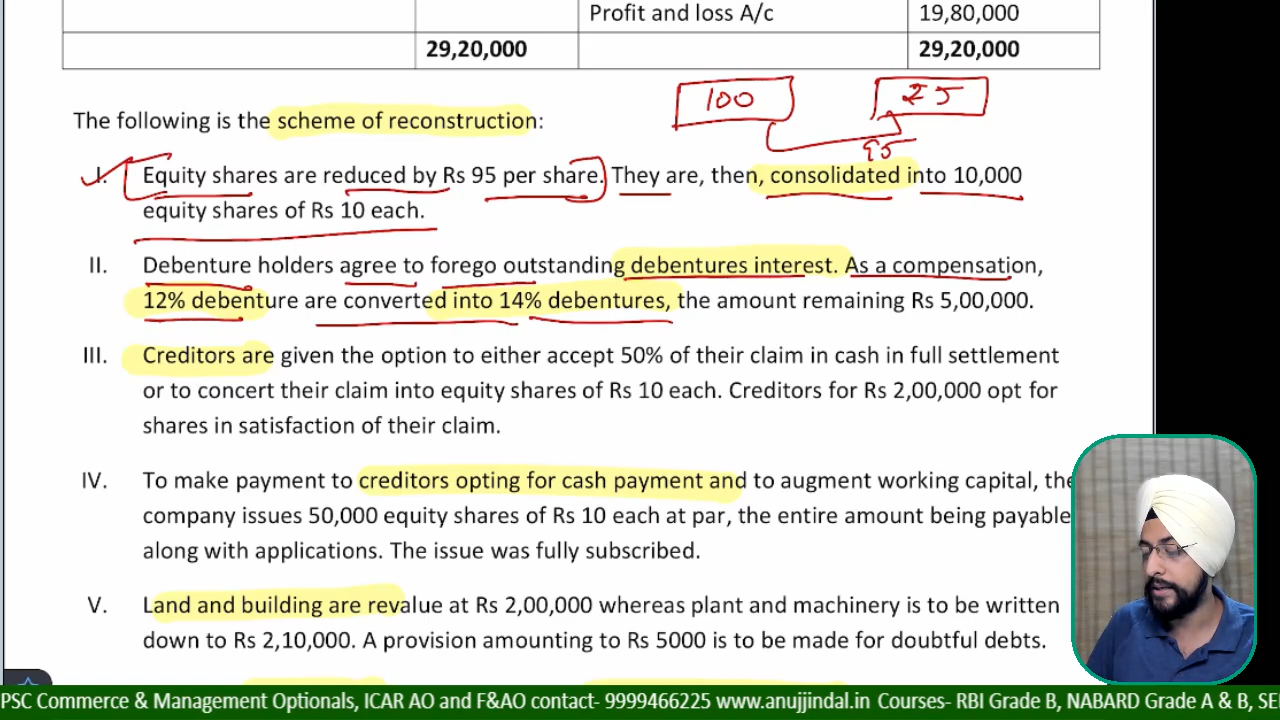 Profit and loss A/c 19,80,000
29,20,000 29,20,000
100 ₹5
The following is the scheme of reconstruction:
95
I. Equity shares are reduced by Rs 95 per share. They are, then, consolidated into 10,000
equity shares of Rs 10 each.
II. Debenture holders agree to forego outstanding debentures interest. As a compensation,
12% debenture are converted into 14% debentures, the amount remaining Rs 5,00,000.
III. Creditors are given the option to either accept 50% of their claim in cash in full settlement
or to concert their claim into equity shares of Rs 10 each. Creditors for Rs 2,00,000 opt for
shares in satisfaction of their claim.
IV. To make payment to creditors opting for cash payment and to augment working capital, the
company issues 50,000 equity shares of Rs 10 each at par, the entire amount being payable
along with applications. The issue was fully subscribed.
V. Land and building are revalue at Rs 2,00,000 whereas plant and machinery is to be written
down to Rs 2,10,000. A provision amounting to Rs 5000 is to be made for doubtful debts.
PSC Commerce & Management Optionals, ICAR AO and F&AO contact- 9999466225 www.anujjindal.in Courses- RBI Grade B, NABARD Grade A & B, SE